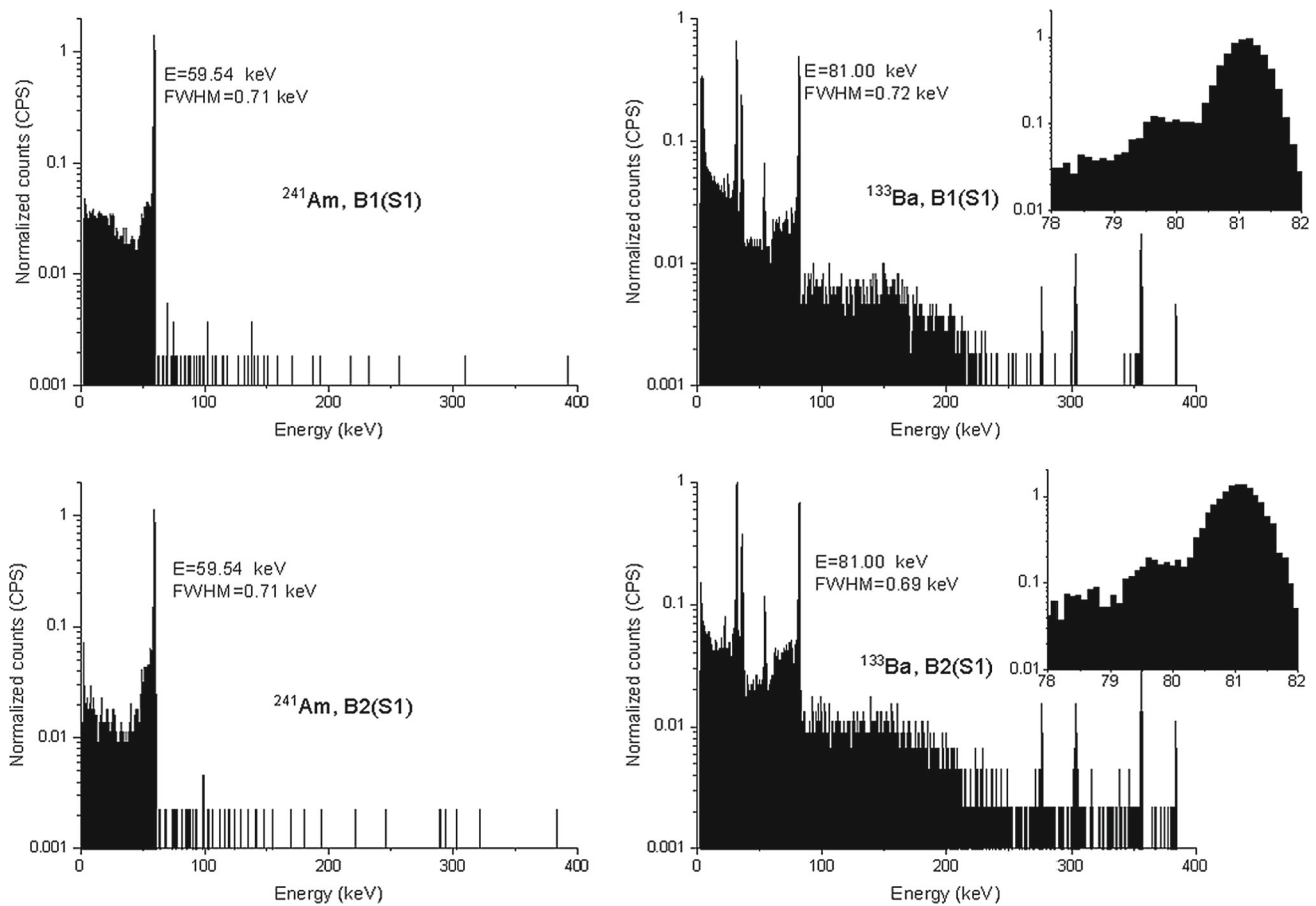 Normalized counts (CPS)
1
0.1
0.01
0.001
E=59.54 keV
FWHM=0.71 keV
²⁴¹Am, B1(S1)
0 100 200 300 400
Energy (keV)
Normalized counts (CPS)
1
0.1
0.01
0.001
E=81.00 keV
FWHM=0.72 keV
¹³³Ba, B1(S1)
0 100 200 300 400
Energy (keV)
1
0.1
0.01
78 79 80 81 82
Normalized counts (CPS)
1
0.1
0.01
0.001
E=59.54 keV
FWHM=0.71 keV
²⁴¹Am, B2(S1)
0 100 200 300 400
Energy (keV)
Normalized counts (CPS)
1
0.1
0.01
0.001
E=81.00 keV
FWHM=0.69 keV
¹³³Ba, B2(S1)
0 100 200 300 400
Energy (keV)
1
0.1
0.01
78 79 80 81 82